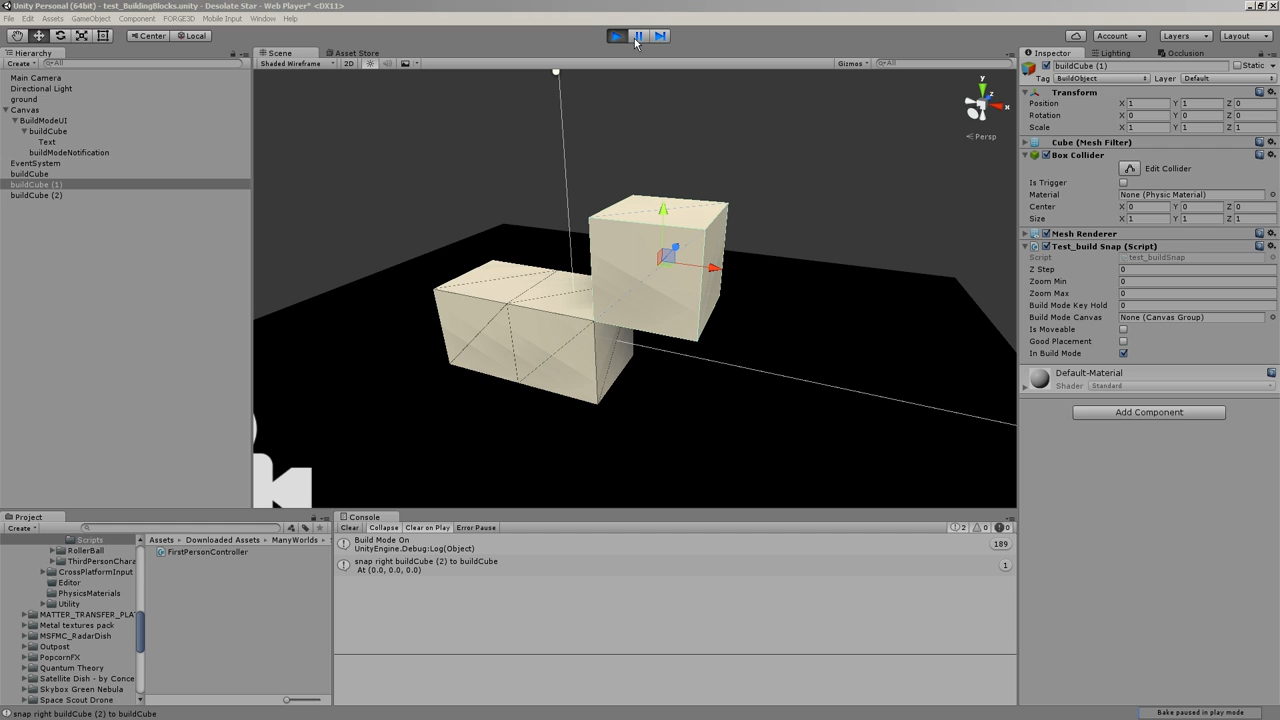 Unity Personal (64bit) - test_BuildingBlocks.unity - Desolate Star - Web Player* <DX11>
File Edit Assets GameObject Component FORGE3D Mobile Input Window Help
Center Local Account Layers Layout
Hierarchy
Create All
Main Camera
Directional Light
ground
Canvas
BuildModeUI
buildCube
Text
buildModeNotification
EventSystem
buildCube
buildCube (1)
buildCube (2)
Scene Asset Store
Shaded Wireframe 2D Gizmos All
y
z
x
Persp
Inspector Lighting Occlusion
buildCube (1) Static
Tag BuildObject Layer Default
Transform
Position X 1 Y 1 Z 0
Rotation X 0 Y 0 Z 0
Scale X 1 Y 1 Z 1
Cube (Mesh Filter)
Box Collider
Edit Collider
Is Trigger
Material None (Physic Material)
Center X 0 Y 0 Z 0
Size X 1 Y 1 Z 1
Mesh Renderer
Test_build Snap (Script)
Script test_buildSnap
Z Step 0
Zoom Min 0
Zoom Max 0
Build Mode Key Hold 0
Build Mode Canvas None (Canvas Group)
Is Moveable
Good Placement
In Build Mode
Default-Material
Shader Standard
Add Component
Project
Create
Scripts
RollerBall
ThirdPersonChara
CrossPlatformInput
Editor
PhysicsMaterials
Utility
MATTER_TRANSFER_PLA
Metal textures pack
MSFMC_RadarDish
Outpost
PopcornFX
Quantum Theory
Satellite Dish - by Conce
Skybox Green Nebula
Space Scout Drone
Assets Downloaded Assets ManyWorlds
FirstPersonController
Console
Clear Collapse Clear on Play Error Pause 2 0 0
Build Mode On
UnityEngine.Debug:Log(Object)
189
snap right buildCube (2) to buildCube
At (0.0, 0.0, 0.0)
1
snap right buildCube (2) to buildCube
Bake paused in play mode